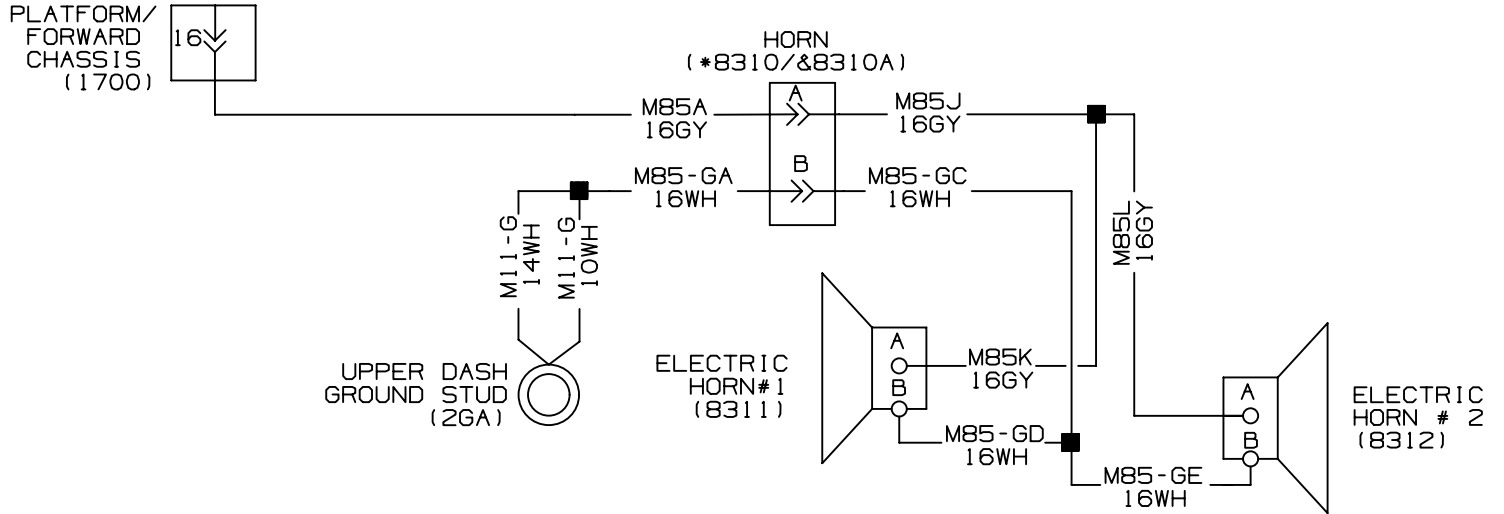 PLATFORM/
FORWARD
CHASSIS
(1700)
16
HORN
(*8310/&8310A)
A
M85A
16GY
M85J
16GY
B
M85-GA
16WH
M85-GC
16WH
M11-G
14WH
M11-G
10WH
M85L
16GY
UPPER DASH
GROUND STUD
(2GA)
ELECTRIC
HORN#1
(8311)
A
B
M85K
16GY
M85-GD
16WH
M85-GE
16WH
A
B
ELECTRIC
HORN # 2
(8312)